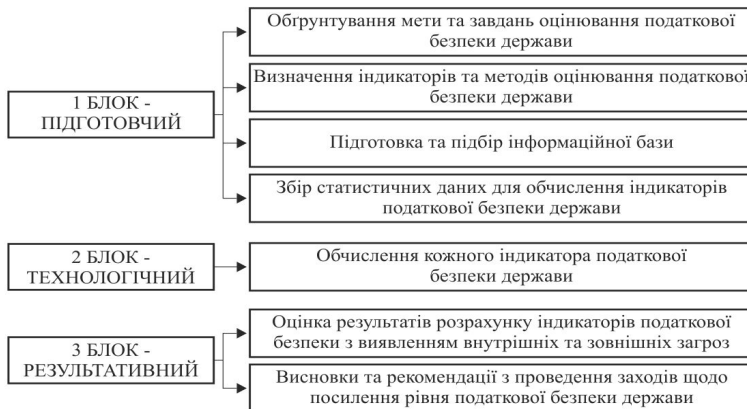 1 БЛОК -
ПІДГОТОВЧИЙ
Обґрунтування мети та завдань оцінювання податкової
безпеки держави
Визначення індикаторів та методів оцінювання податкової
безпеки держави
Підготовка та підбір інформаційної бази
Збір статистичних даних для обчислення індикаторів
податкової безпеки держави
2 БЛОК -
ТЕХНОЛОГІЧНИЙ
Обчислення кожного індикатора податкової
безпеки держави
3 БЛОК -
РЕЗУЛЬТАТИВНИЙ
Оцінка результатів розрахунку індикаторів податкової
безпеки з виявленням внутрішніх та зовнішніх загроз
Висновки та рекомендації з проведення заходів щодо
посилення рівня податкової безпеки держави